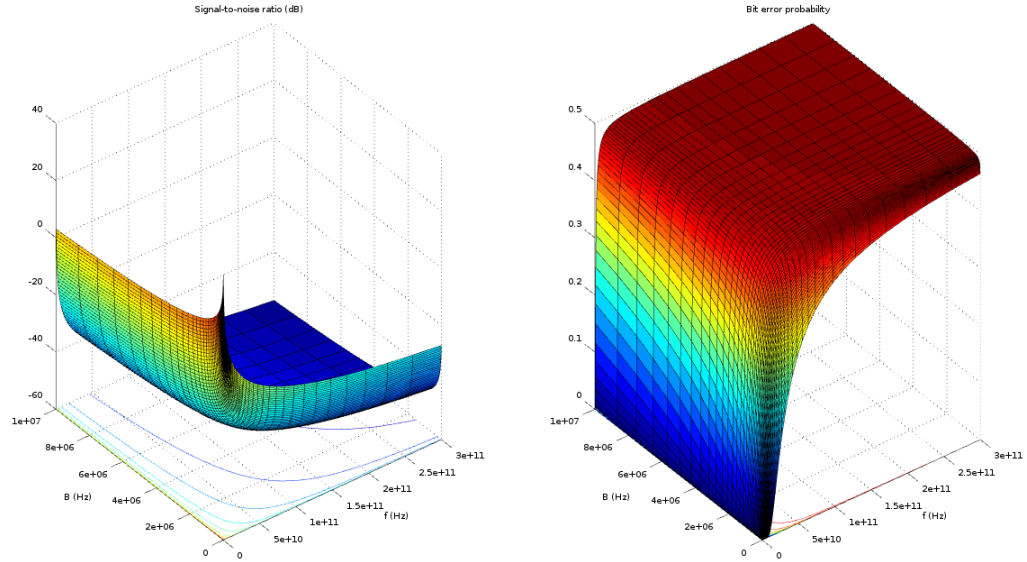 Signal-to-noise ratio (dB)
40
20
0
-20
-40
-60
1e+07
8e+06
6e+06
4e+06
2e+06
0
B (Hz)
0
5e+10
1e+11
1.5e+11
2e+11
2.5e+11
3e+11
f (Hz)
Bit error probability
0.5
0.4
0.3
0.2
0.1
0
1e+07
8e+06
6e+06
4e+06
2e+06
0
B (Hz)
0
5e+10
1e+11
1.5e+11
2e+11
2.5e+11
3e+11
f (Hz)